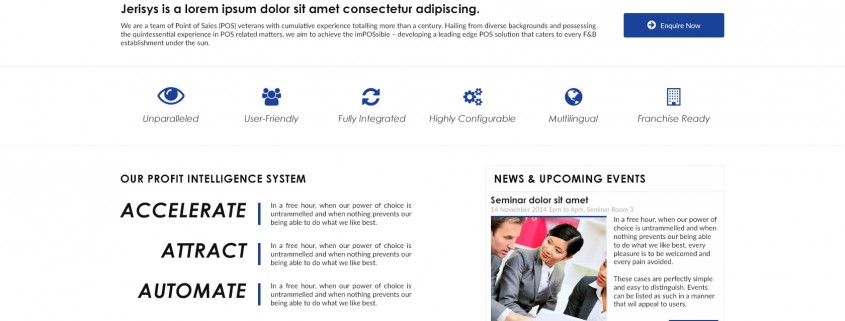 Jerisys is a lorem ipsum dolor sit amet consectetur adipiscing.
We are a team of Point of Sales (POS) veterans with cumulative experience totalling more than a century. Hailing from diverse backgrounds and possessing
the quintessential experience in POS related matters, we aim to achieve the imPOSsible – developing a leading edge POS solution that caters to every F&B
establishment under the sun.
Enquire Now
Unparalleled
User-Friendly
Fully Integrated
Highly Configurable
Multilingual
Franchise Ready
OUR PROFIT INTELLIGENCE SYSTEM
ACCELERATE
In a free hour, when our power of choice is
untrammelled and when nothing prevents our
being able to do what we like best.
ATTRACT
In a free hour, when our power of choice is
untrammelled and when nothing prevents our
being able to do what we like best.
AUTOMATE
In a free hour, when our power of choice is
untrammelled and when nothing prevents our
being able to do what we like best.
NEWS & UPCOMING EVENTS
Seminar dolor sit amet
14 November 2014 1pm to 4pm, Seminar Room 3
In a free hour, when our power of
choice is untrammelled and when
nothing prevents our being able
to do what we like best, every
pleasure is to be welcomed and
every pain avoided.
These cases are perfectly simple
and easy to distinguish. Events
can be listed as such in a manner
that wil appeal to users.